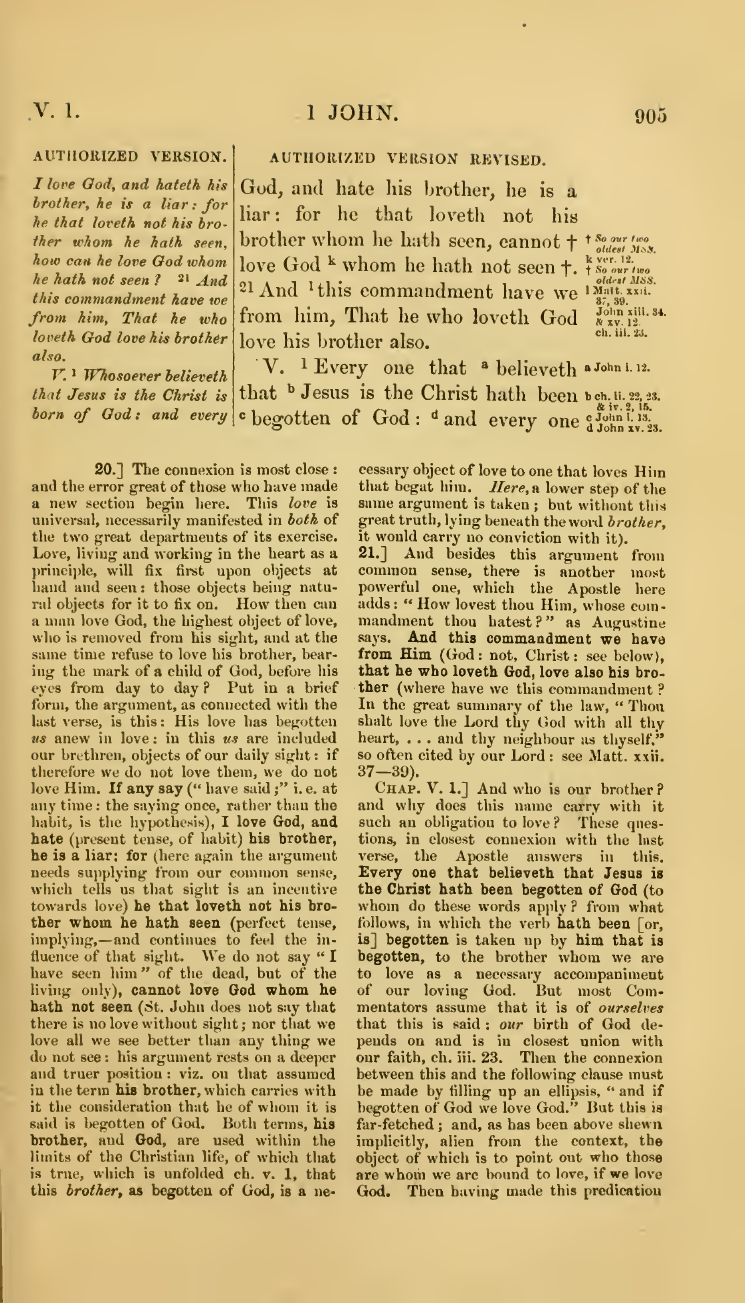 V. 1.
1 JOHN.
905
AUTHORIZED VERSION.
I love God, and hateth his
brother, he is a liar: for
he that loveth not his bro-
ther whom he hath seen,
how can he love God whom
he hath not seen? 21 And
this commandment have we
from him, That he who
loveth God love his brother
also.
V. 1 Whosoever believeth
that Jesus is the Christ is
born of God: and every
AUTHORIZED VERSION REVISED.
God, and hate his brother, he is a
liar: for he that loveth not his
brother whom he hath seen, cannot †
love God k whom he hath not seen †.
21 And l this commandment have we
from him, That he who loveth God
love his brother also.
V. 1 Every one that a believeth
that b Jesus is the Christ hath been
c begotten of God: d and every one
† So our two
oldest MSS.
k ver. 12.
† So our two
oldest MSS.
l Matt. xxii.
37, 39.
John xiii. 34.
& xv. 12.
ch. iii. 23.
a John i. 12.
b ch. ii. 22, 23.
& iv. 2, 15.
c John i. 13.
d John xv. 23.
20.] The connexion is most close:
and the error great of those who have made
a new section begin here. This love is
universal, necessarily manifested in both of
the two great departments of its exercise.
Love, living and working in the heart as a
principle, will fix first upon objects at
hand and seen: those objects being natu-
ral objects for it to fix on. How then can
a man love God, the highest object of love,
who is removed from his sight, and at the
same time refuse to love his brother, bear-
ing the mark of a child of God, before his
eyes from day to day? Put in a brief
form, the argument, as connected with the
last verse, is this: His love has begotten
us anew in love: in this us are included
our brethren, objects of our daily sight: if
therefore we do not love them, we do not
love Him. If any say (“have said;” i. e. at
any time: the saying once, rather than the
habit, is the hypothesis), I love God, and
hate (present tense, of habit) his brother,
he is a liar: for (here again the argument
needs supplying from our common sense,
which tells us that sight is an incentive
towards love) he that loveth not his bro-
ther whom he hath seen (perfect tense,
implying,—and continues to feel the in-
fluence of that sight. We do not say “I
have seen him” of the dead, but of the
living only), cannot love God whom he
hath not seen (St. John does not say that
there is no love without sight; nor that we
love all we see better than any thing we
do not see: his argument rests on a deeper
and truer position: viz. on that assumed
in the term his brother, which carries with
it the consideration that he of whom it is
said is begotten of God. Both terms, his
brother, and God, are used within the
limits of the Christian life, of which that
is true, which is unfolded ch. v. 1, that
this brother, as begotten of God, is a ne-
cessary object of love to one that loves Him
that begat him. Here, a lower step of the
same argument is taken; but without this
great truth, lying beneath the word brother,
it would carry no conviction with it).
21.] And besides this argument from
common sense, there is another most
powerful one, which the Apostle here
adds: “How lovest thou Him, whose com-
mandment thou hatest?” as Augustine
says. And this commandment we have
from Him (God: not, Christ: see below),
that he who loveth God, love also his bro-
ther (where have we this commandment?
In the great summary of the law, “Thou
shalt love the Lord thy God with all thy
heart, . . . and thy neighbour as thyself,”
so often cited by our Lord: see Matt. xxii.
37—39).
CHAP. V. 1.] And who is our brother?
and why does this name carry with it
such an obligation to love? These ques-
tions, in closest connexion with the last
verse, the Apostle answers in this.
Every one that believeth that Jesus is
the Christ hath been begotten of God (to
whom do these words apply? from what
follows, in which the verb hath been [or,
is] begotten is taken up by him that is
begotten, to the brother whom we are
to love as a necessary accompaniment
of our loving God. But most Com-
mentators assume that it is of ourselves
that this is said: our birth of God de-
pends on and is in closest union with
our faith, ch. iii. 23. Then the connexion
between this and the following clause must
be made by filling up an ellipsis, “and if
begotten of God we love God.” But this is
far-fetched; and, as has been above shewn
implicitly, alien from the context, the
object of which is to point out who those
are whom we are bound to love, if we love
God. Then having made this predication